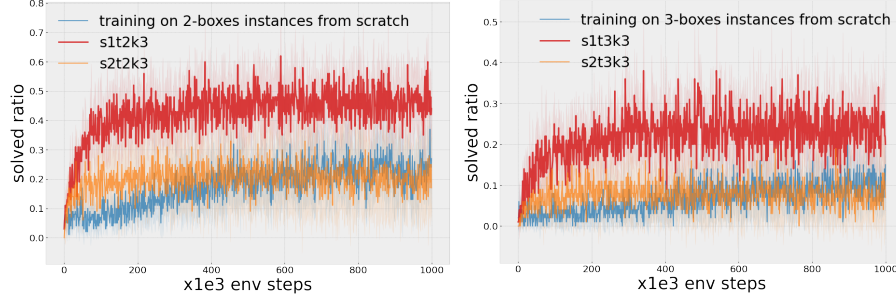 training on 2-boxes instances from scratch
s1t2k3
s2t2k3
0.8
0.7
0.6
0.5
0.4
0.3
0.2
0.1
0.0
solved ratio
0
200
400
600
800
1000
x1e3 env steps
training on 3-boxes instances from scratch
s1t3k3
s2t3k3
0.5
0.4
0.3
0.2
0.1
0.0
solved ratio
0
200
400
600
800
1000
x1e3 env steps